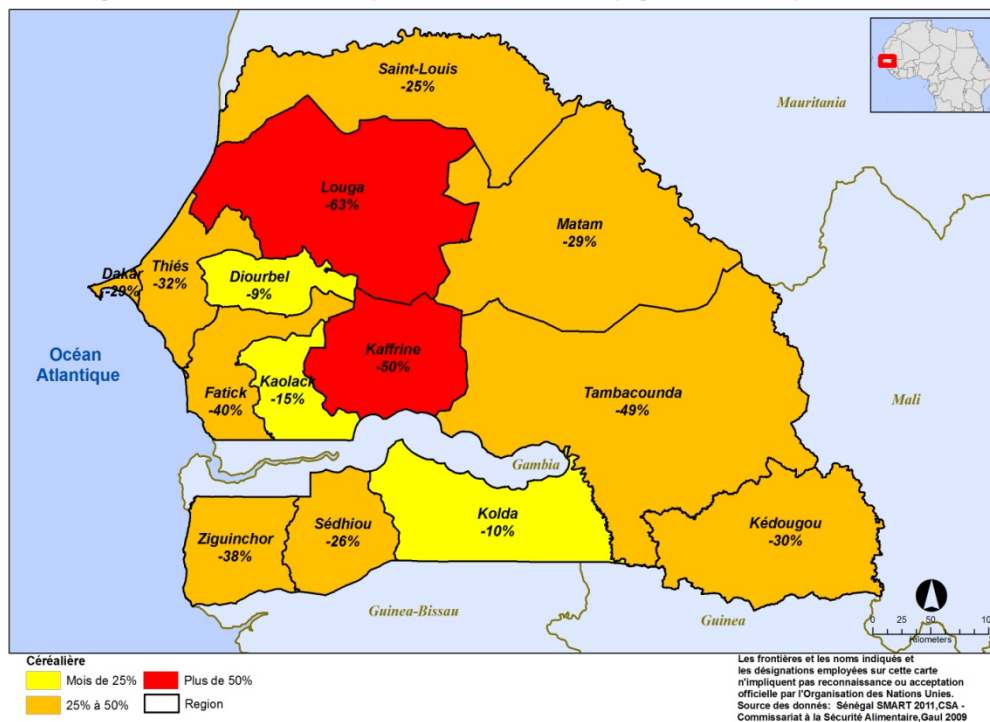 Saint-Louis
-25%
Mauritania
Louga
-63%
Matam
-29%
Dakar
-29%
Thiés
-32%
Diourbel
-9%
Océan
Atlantique
Kaffrine
-50%
Fatick
-40%
Kaolack
-15%
Tambacounda
-49%
Mali
Gambia
Ziguinchor
-38%
Sédhiou
-26%
Kolda
-10%
Kédougou
-30%
Guinea-Bissau
Guinea
0 25 50
Kilometers
Céréalière
Mois de 25%
Plus de 50%
25% à 50%
Region
Les frontières et les noms indiqués et
les désignations employées sur cette carte
n'impliquent pas reconnaissance ou acceptation
officielle par l'Organisation des Nations Unies.
Source des donnés: Sénégal SMART 2011,CSA -
Commissariat à la Sécurité Alimentaire,Gaul 2009